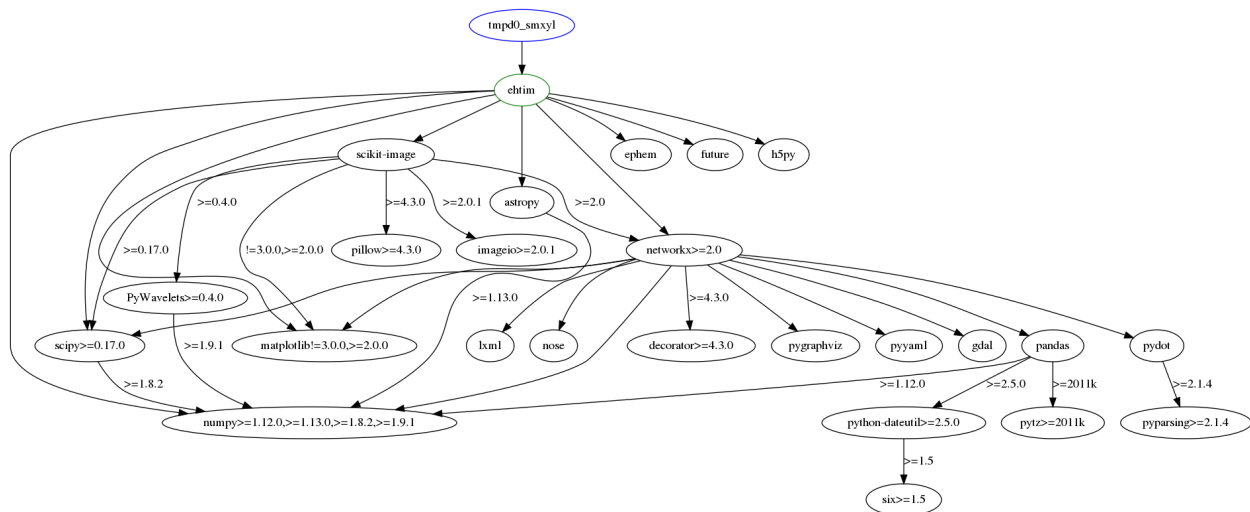 tmpd0_smxyl
ehtim
scikit-image
ephem
future
h5py
>=0.4.0
>=4.3.0
>=2.0.1
astropy
>=2.0
>=0.17.0
!=3.0.0,>=2.0.0
pillow>=4.3.0
imageio>=2.0.1
networkx>=2.0
PyWavelets>=0.4.0
>=1.13.0
>=4.3.0
scipy>=0.17.0
>=1.9.1
matplotlib!=3.0.0,>=2.0.0
lxml
nose
decorator>=4.3.0
pygraphviz
pyyaml
gdal
pandas
pydot
>=1.8.2
>=1.12.0
>=2.5.0
>=2011k
>=2.1.4
numpy>=1.12.0,>=1.13.0,>=1.8.2,>=1.9.1
python-dateutil>=2.5.0
pytz>=2011k
pyparsing>=2.1.4
>=1.5
six>=1.5